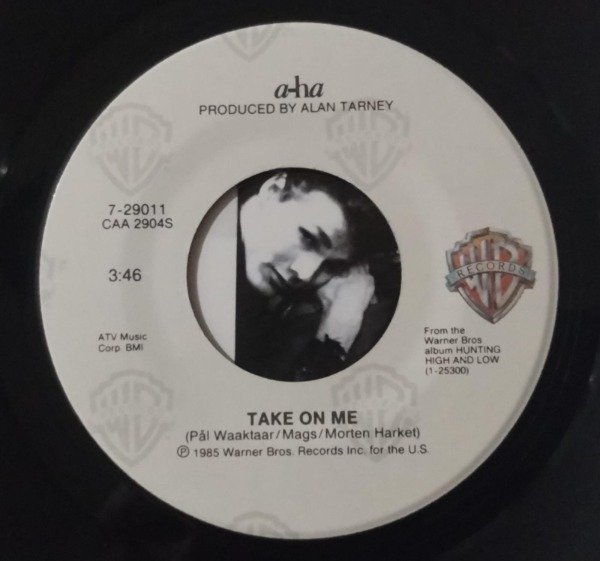 a-ha
PRODUCED BY ALAN TARNEY
7-29011
CAA 2904S
3:46
RECORDS
ATV Music
Corp. BMI
From the
Warner Bros.
album HUNTING
HIGH AND LOW
(1-25300)
TAKE ON ME
(Pål Waaktaar/Mags/Morten Harket)
℗ 1985 Warner Bros. Records Inc. for the U.S.